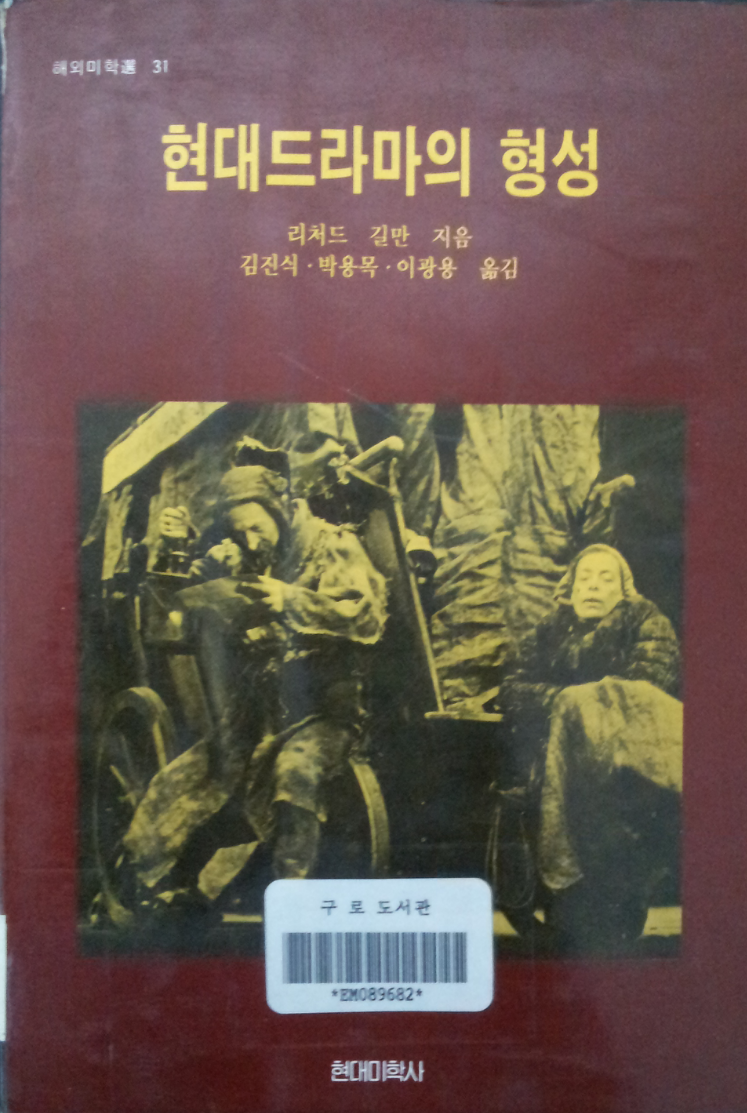 해외미학選 31
현대드라마의 형성
리처드 길만 지음
김진식·박용목·이광용 옮김
구로도서관
*EM089682*
현대미학사